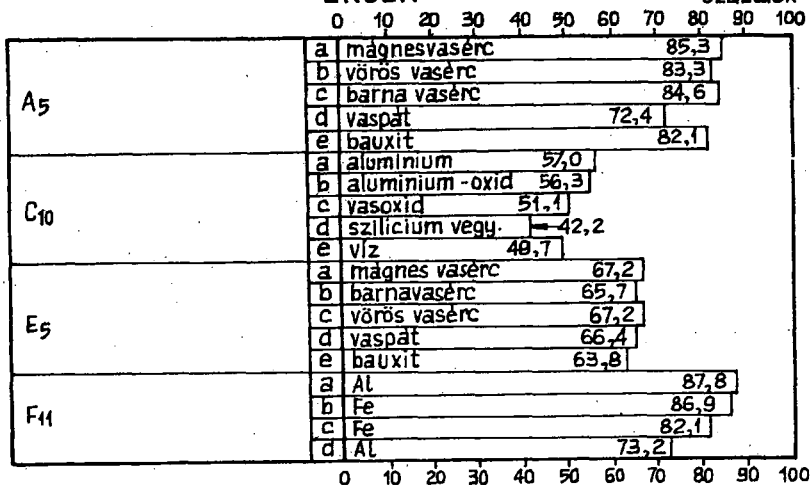 0 10 20 30 40 50 60 70 80 90 100
A5
a mágnesvasérc 85,3
b vörös vasérc 83,3
c barna vasérc 84,6
d vaspát 72,4
e bauxit 82,1
C10
a alumínium 57,0
b aluminium-oxid 56,3
c vasoxid 51,1
d szilicium vegy. 42,2
e víz 49,7
E5
a mágnes vasérc 67,2
b barnavasérc 65,7
c vörös vasérc 67,2
d vaspát 66,4
e bauxit 63,8
F11
a Al 87,8
b Fe 86,9
c Fe 82,1
d Al 73,2
0 10 20 30 40 50 60 70 80 90 100